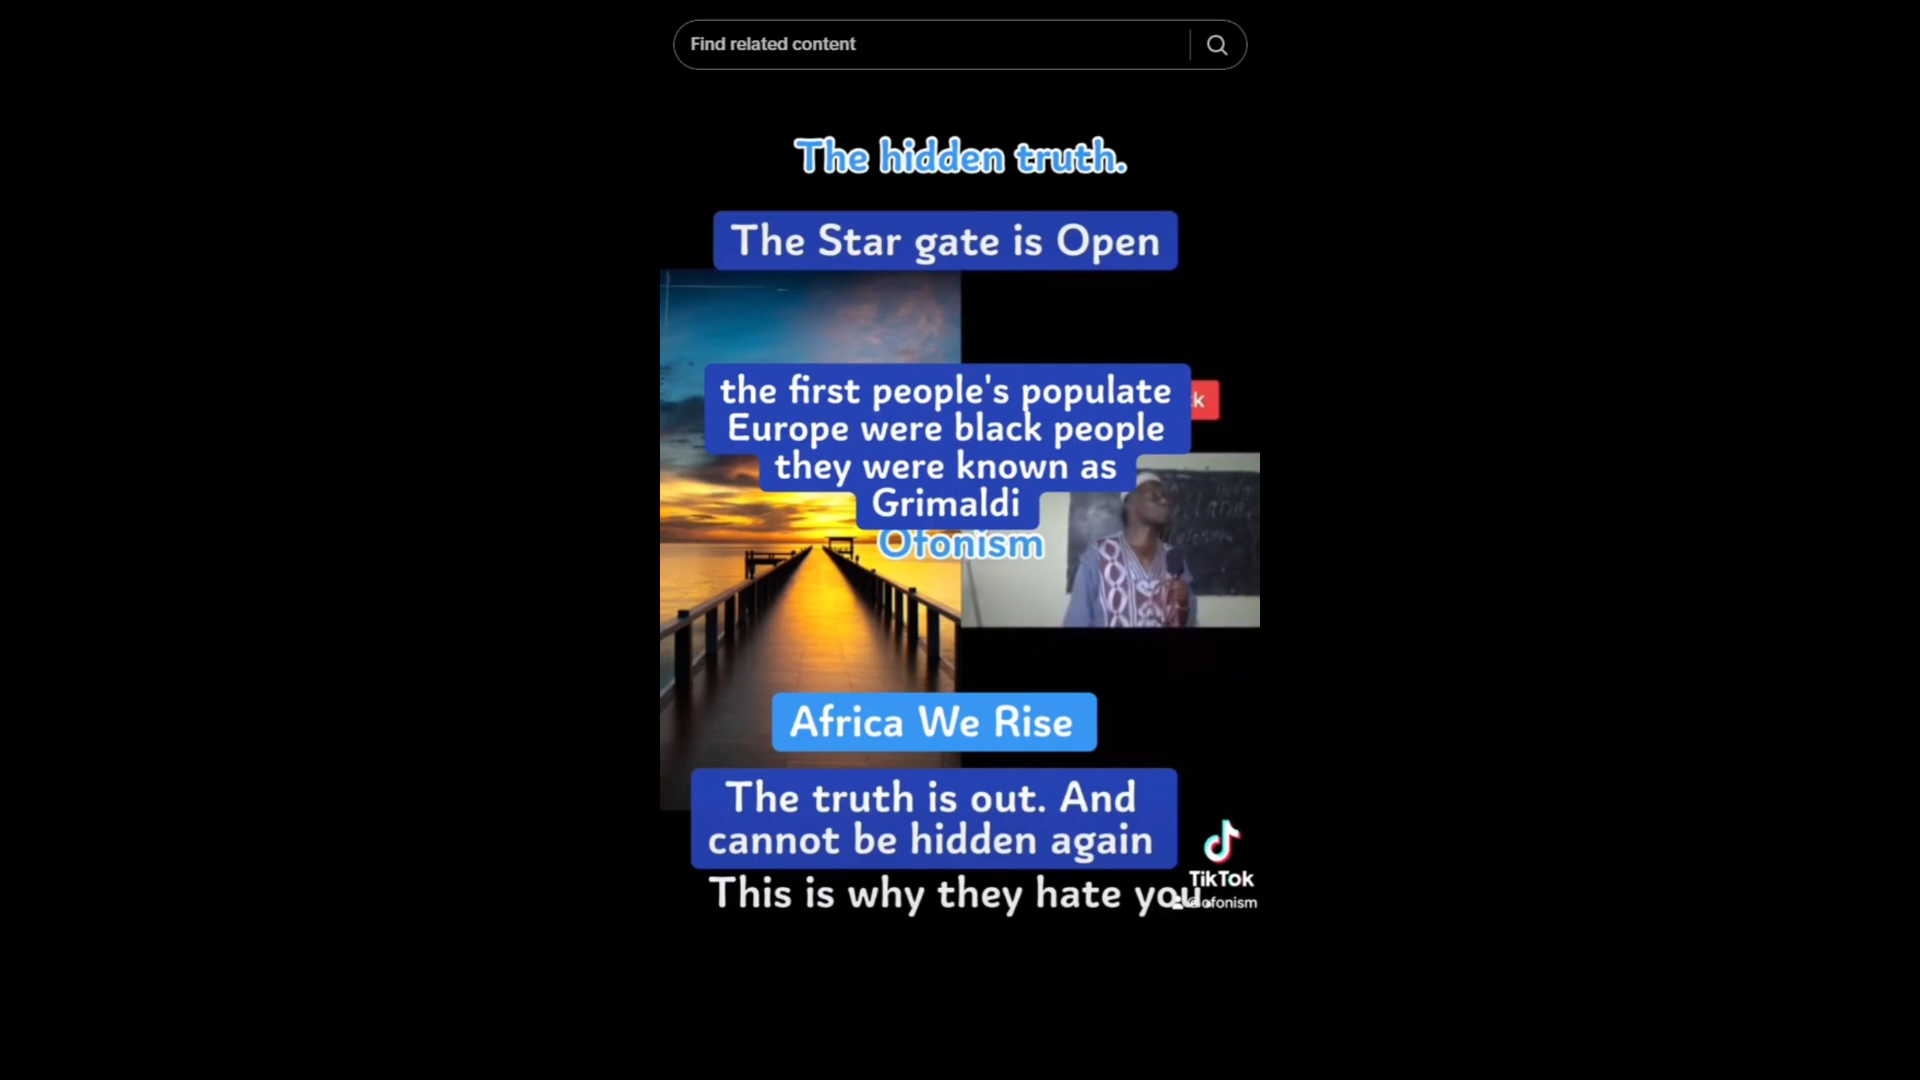 Find related content
The hidden truth.
The Star gate is Open
the first people's populate
Europe were black people
they were known as
Grimaldi
Ofonism
Africa We Rise
The truth is out. And
cannot be hidden again
This is why they hate you.
TikTok
@ofonism